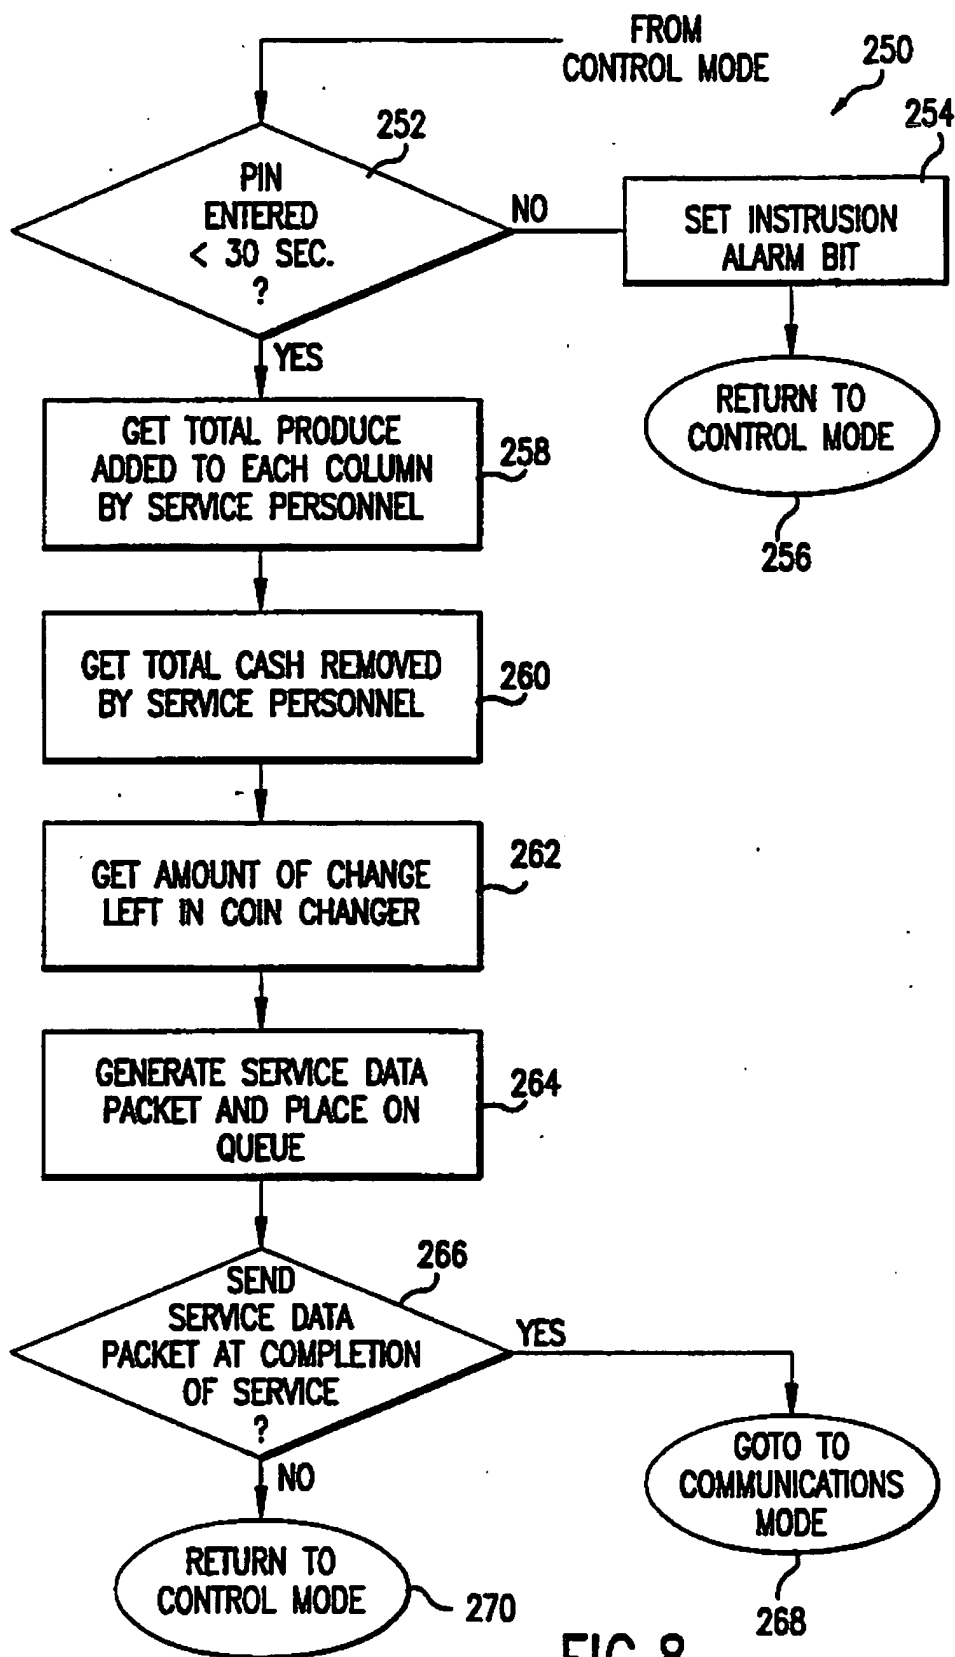 FROM
CONTROL MODE
250
252
254
PIN
ENTERED
< 30 SEC.
?
NO
SET INSTRUSION
ALARM BIT
YES
RETURN TO
CONTROL MODE
256
GET TOTAL PRODUCE
ADDED TO EACH COLUMN
BY SERVICE PERSONNEL
258
GET TOTAL CASH REMOVED
BY SERVICE PERSONNEL
260
GET AMOUNT OF CHANGE
LEFT IN COIN CHANGER
262
GENERATE SERVICE DATA
PACKET AND PLACE ON
QUEUE
264
266
SEND
SERVICE DATA
PACKET AT COMPLETION
OF SERVICE
?
YES
NO
GOTO TO
COMMUNICATIONS
MODE
268
RETURN TO
CONTROL MODE
270
FIG. 8